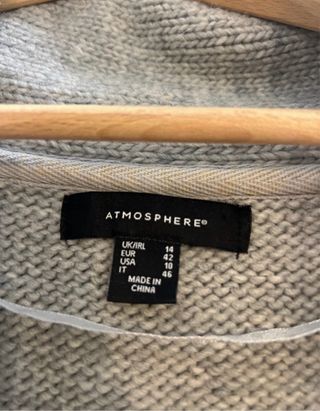 ATMOSPHERE®
UK/IRL 14
EUR 42
USA 10
IT 46
MADE IN
CHINA